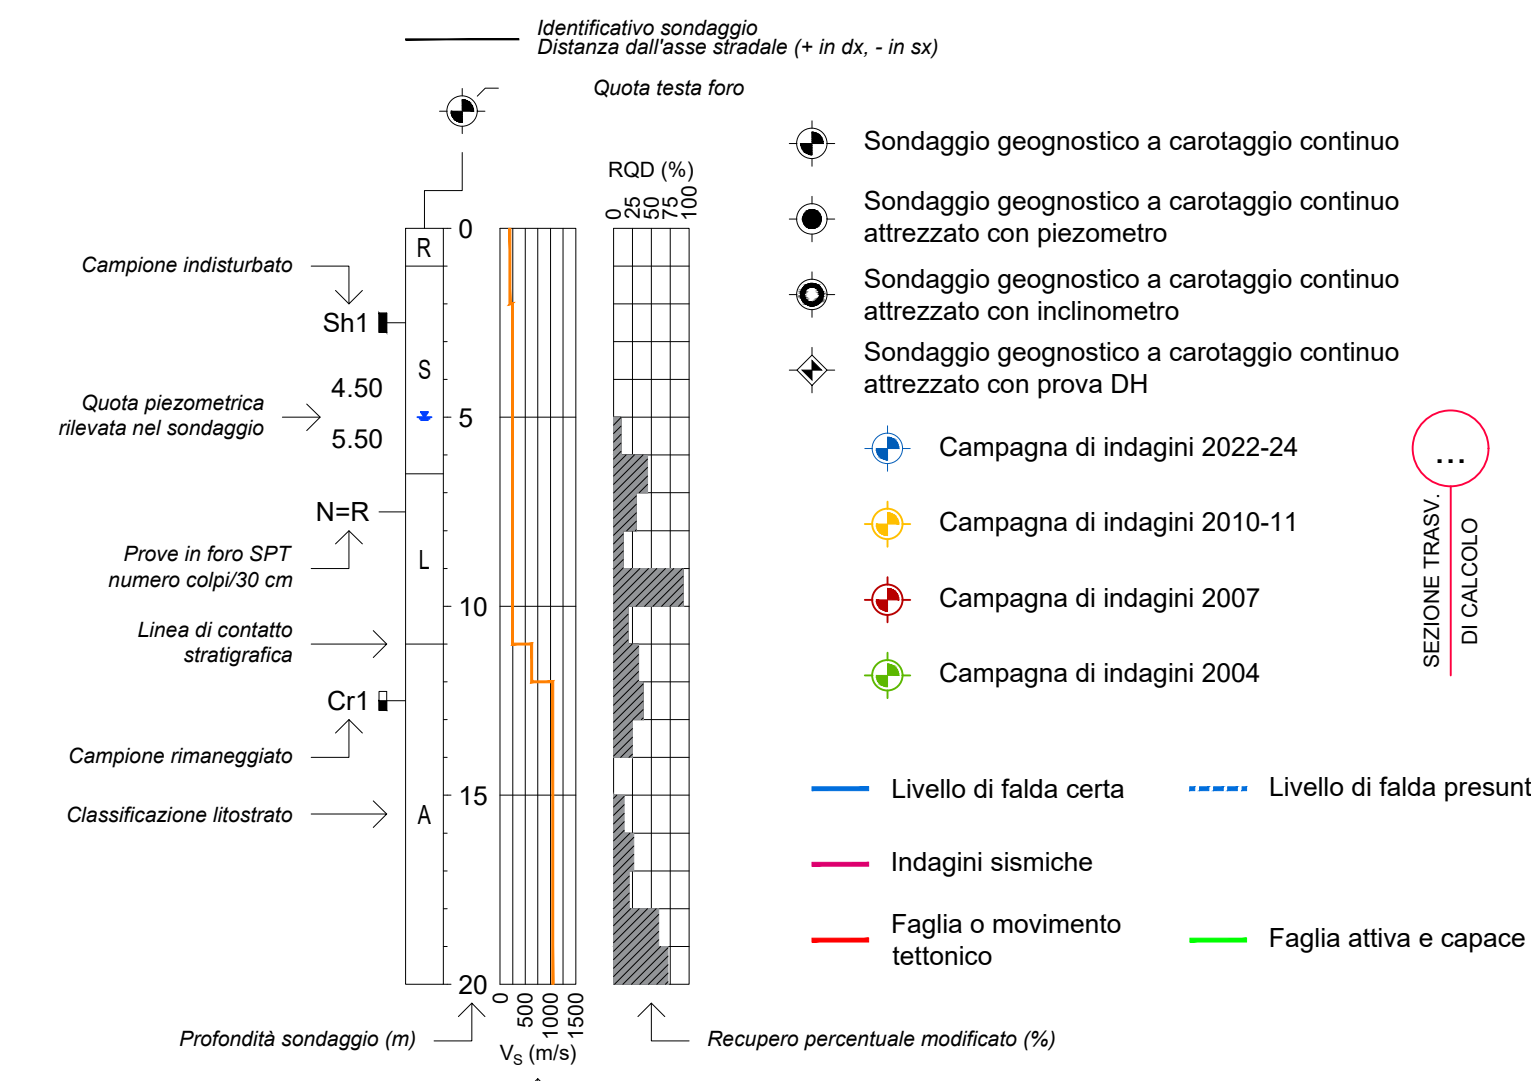 Identificativo sondaggio
Distanza dall'asse stradale (+ in dx, - in sx)
Quota testa foro
RQD (%)
0 25 50 75 100
Campione indisturbato
Sh1
4.50
Quota piezometrica
rilevata nel sondaggio
5.50
N=R
Prove in foro SPT
numero colpi/30 cm
Linea di contatto
stratigrafica
Cr1
Campione rimaneggiato
Classificazione litostrato
R
S
L
A
0
5
10
15
20
0 500 1000 1500
Profondità sondaggio (m)
VS (m/s)
Recupero percentuale modificato (%)
Sondaggio geognostico a carotaggio continuo
Sondaggio geognostico a carotaggio continuo
attrezzato con piezometro
Sondaggio geognostico a carotaggio continuo
attrezzato con inclinometro
Sondaggio geognostico a carotaggio continuo
attrezzato con prova DH
Campagna di indagini 2022-24
Campagna di indagini 2010-11
Campagna di indagini 2007
Campagna di indagini 2004
...
SEZIONE TRASV.
DI CALCOLO
Livello di falda certa
Livello di falda presunt
Indagini sismiche
Faglia o movimento
tettonico
Faglia attiva e capace